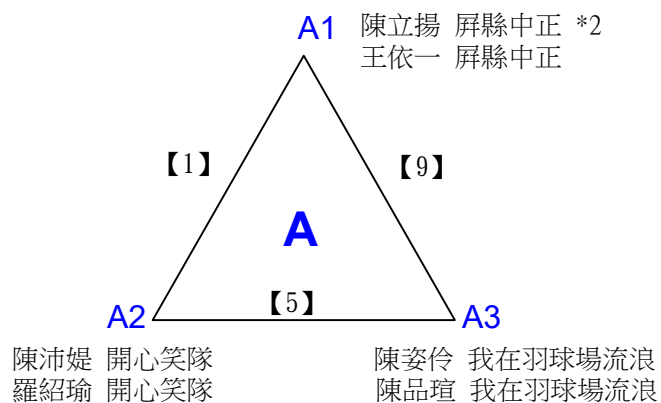 A1
陳立揚 屏縣中正 *2
王依一 屏縣中正
【1】
【9】
A
【5】
A2
A3
陳沛媞 開心笑隊
羅紹瑜 開心笑隊
陳姿伶 我在羽球場流浪
陳品瑄 我在羽球場流浪